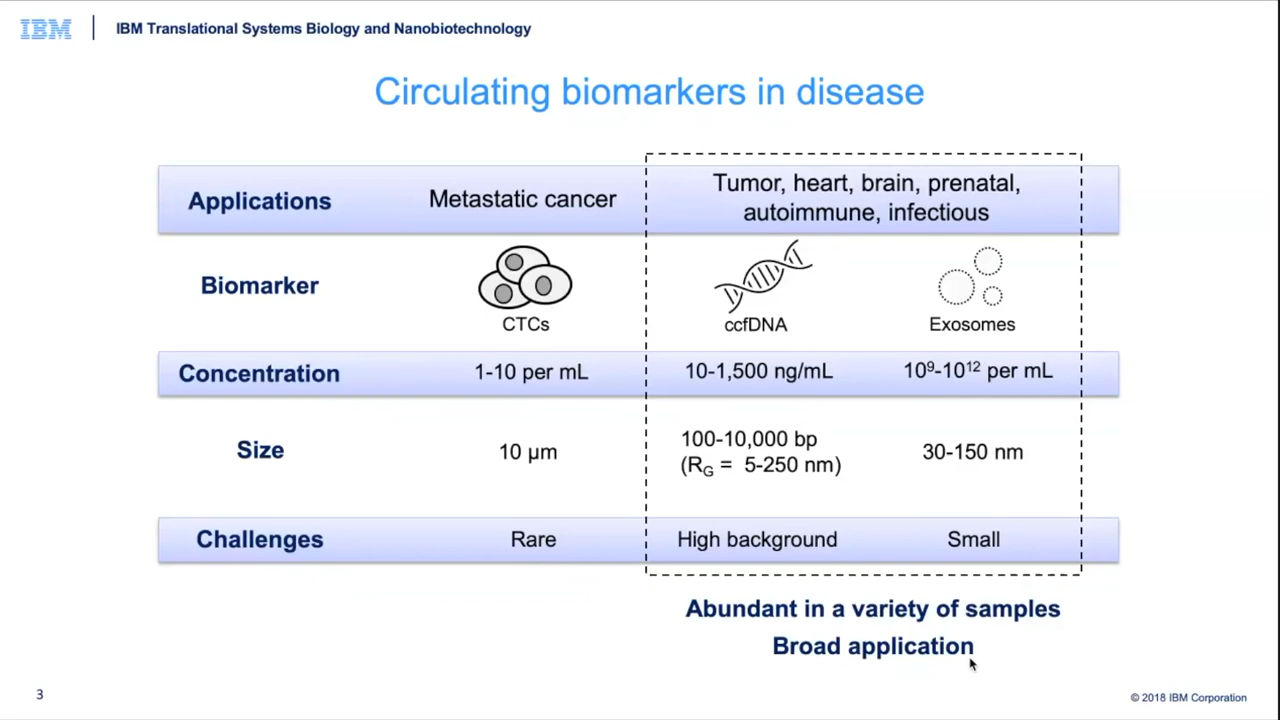 IBM
IBM Translational Systems Biology and Nanobiotechnology
Circulating biomarkers in disease
Applications
Metastatic cancer
Tumor, heart, brain, prenatal,
autoimmune, infectious
Biomarker
CTCs
ccfDNA
Exosomes
Concentration
1-10 per mL
10-1,500 ng/mL
10⁹-10¹² per mL
Size
10 µm
100-10,000 bp
(R_G = 5-250 nm)
30-150 nm
Challenges
Rare
High background
Small
Abundant in a variety of samples
Broad application
3
© 2018 IBM Corporation